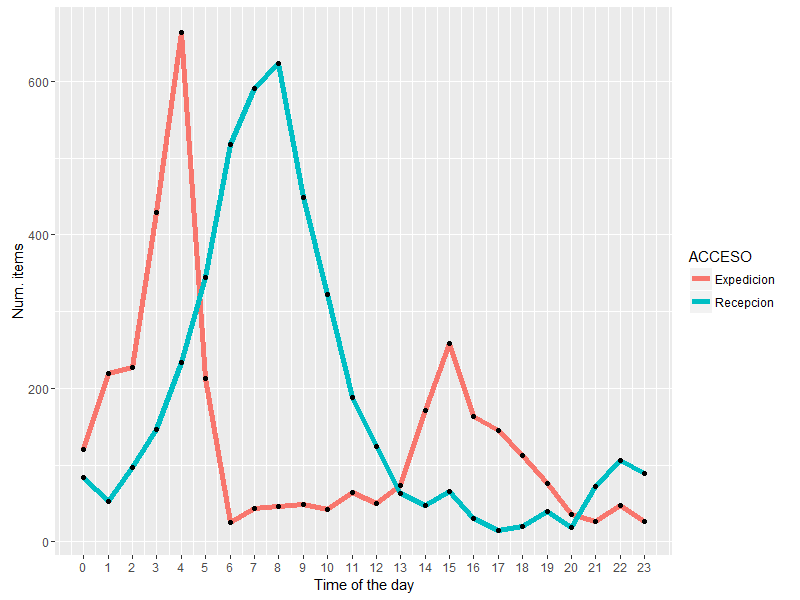 600
400
200
0
Num. items
0 1 2 3 4 5 6 7 8 9 10 11 12 13 14 15 16 17 18 19 20 21 22 23
Time of the day
ACCESO
Expedicion
Recepcion